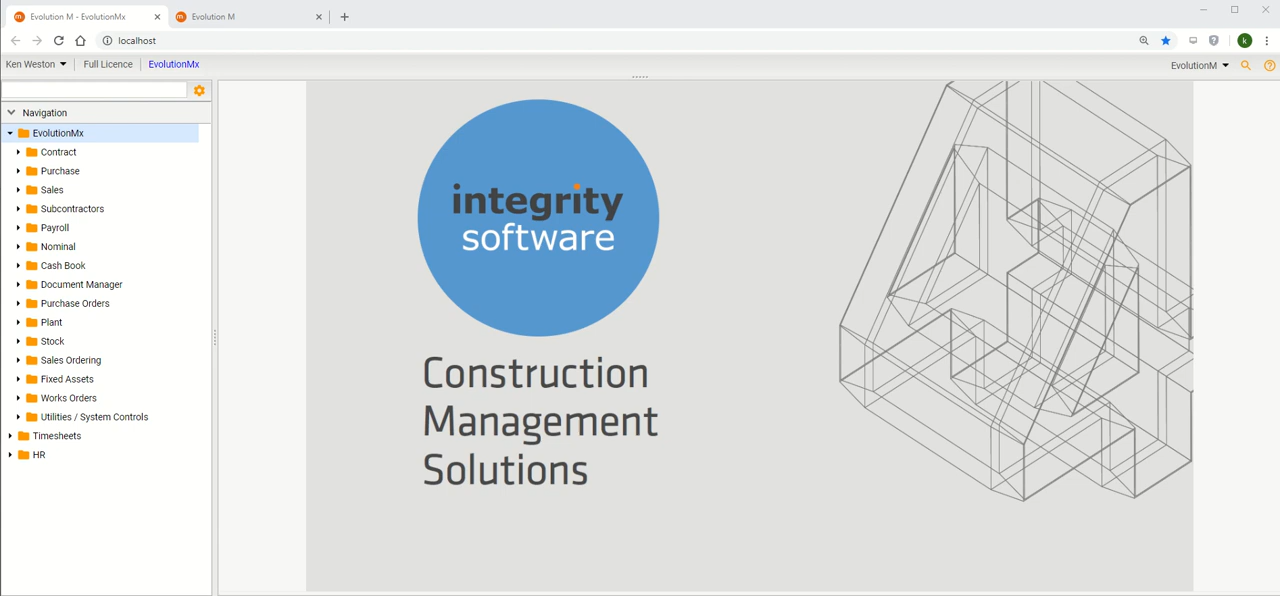 Evolution M - EvolutionMx
Evolution M
localhost
k
Ken Weston
Full Licence
EvolutionMx
EvolutionM
Navigation
EvolutionMx
Contract
Purchase
Sales
Subcontractors
Payroll
Nominal
Cash Book
Document Manager
Purchase Orders
Plant
Stock
Sales Ordering
Fixed Assets
Works Orders
Utilities / System Controls
Timesheets
HR
integrity
software
Construction
Management
Solutions